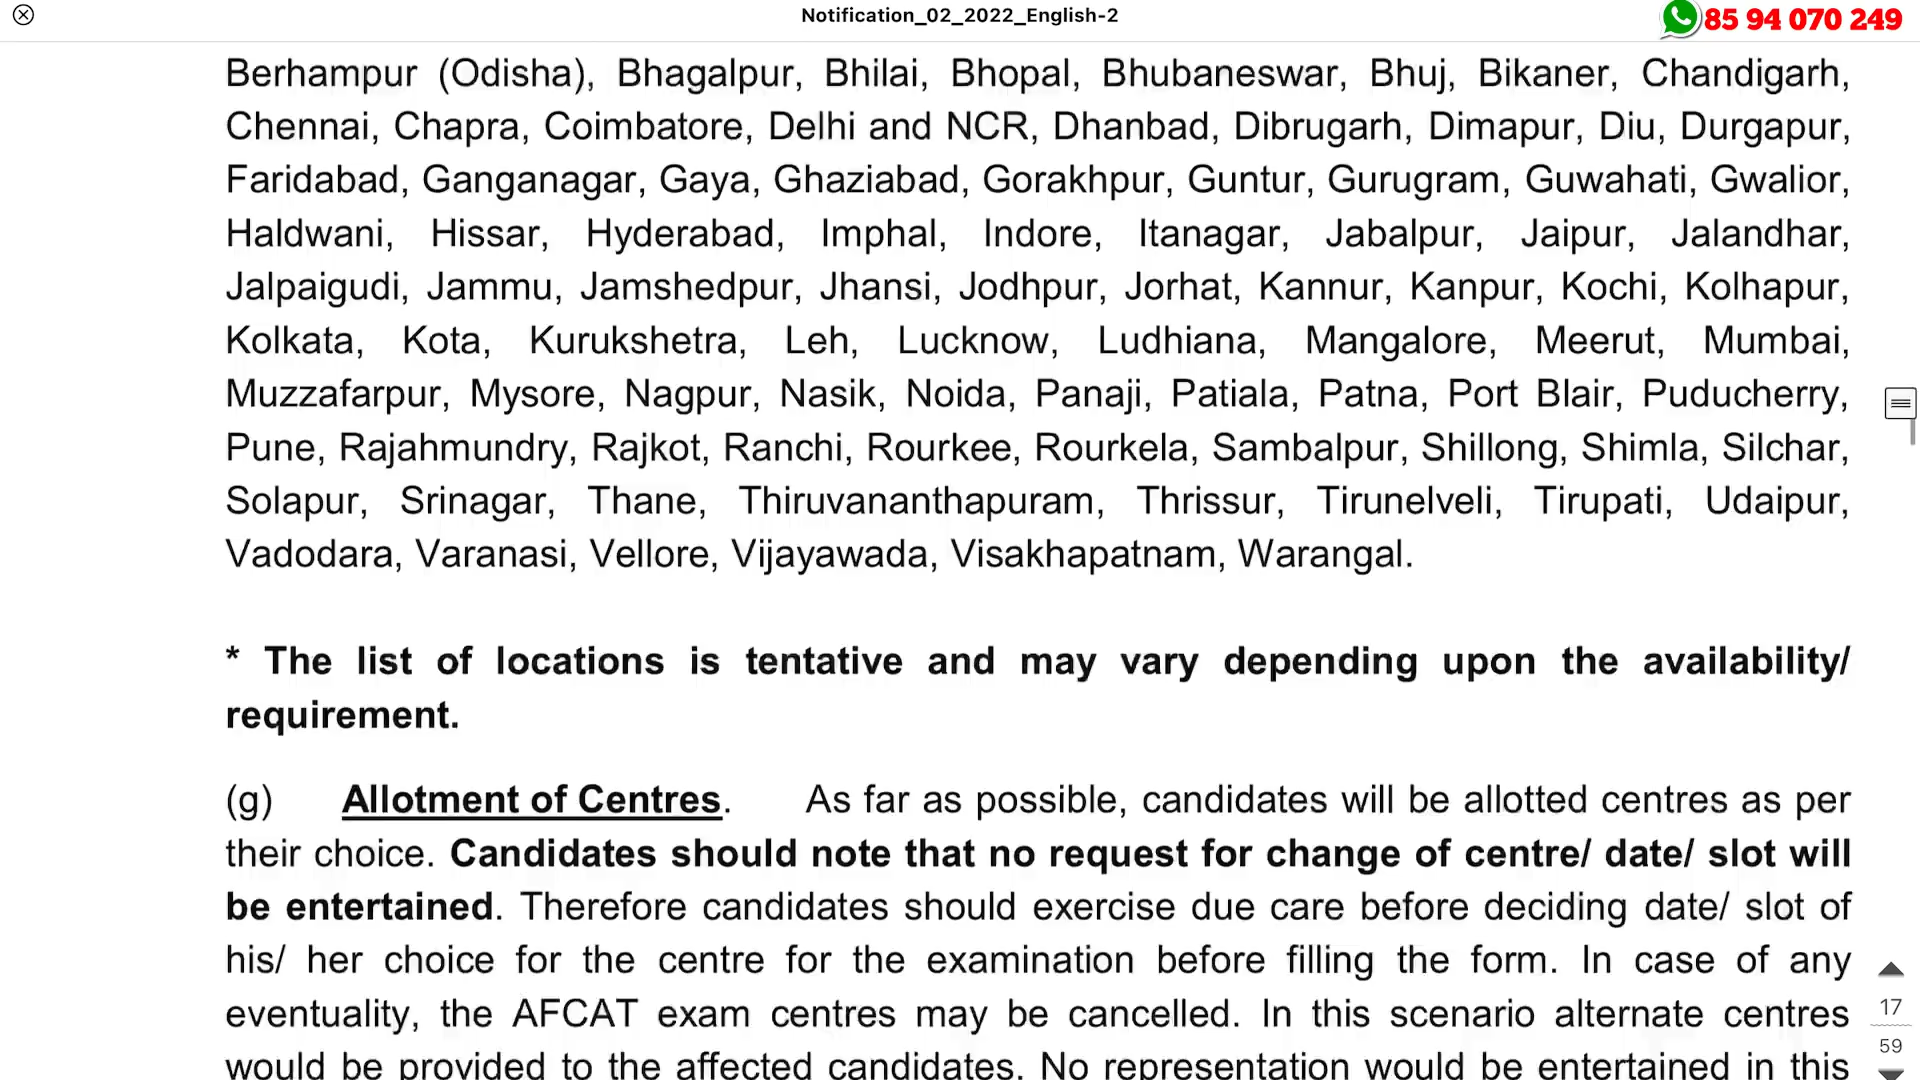 Notification_02_2022_English-2
85 94 070 249
Berhampur (Odisha), Bhagalpur, Bhilai, Bhopal, Bhubaneswar, Bhuj, Bikaner, Chandigarh,
Chennai, Chapra, Coimbatore, Delhi and NCR, Dhanbad, Dibrugarh, Dimapur, Diu, Durgapur,
Faridabad, Ganganagar, Gaya, Ghaziabad, Gorakhpur, Guntur, Gurugram, Guwahati, Gwalior,
Haldwani, Hissar, Hyderabad, Imphal, Indore, Itanagar, Jabalpur, Jaipur, Jalandhar,
Jalpaigudi, Jammu, Jamshedpur, Jhansi, Jodhpur, Jorhat, Kannur, Kanpur, Kochi, Kolhapur,
Kolkata, Kota, Kurukshetra, Leh, Lucknow, Ludhiana, Mangalore, Meerut, Mumbai,
Muzzafarpur, Mysore, Nagpur, Nasik, Noida, Panaji, Patiala, Patna, Port Blair, Puducherry,
Pune, Rajahmundry, Rajkot, Ranchi, Rourkee, Rourkela, Sambalpur, Shillong, Shimla, Silchar,
Solapur, Srinagar, Thane, Thiruvananthapuram, Thrissur, Tirunelveli, Tirupati, Udaipur,
Vadodara, Varanasi, Vellore, Vijayawada, Visakhapatnam, Warangal.
* The list of locations is tentative and may vary depending upon the availability/
requirement.
(g) Allotment of Centres. As far as possible, candidates will be allotted centres as per
their choice. Candidates should note that no request for change of centre/ date/ slot will
be entertained. Therefore candidates should exercise due care before deciding date/ slot of
his/ her choice for the centre for the examination before filling the form. In case of any
eventuality, the AFCAT exam centres may be cancelled. In this scenario alternate centres
would be provided to the affected candidates. No representation would be entertained in this
17
59